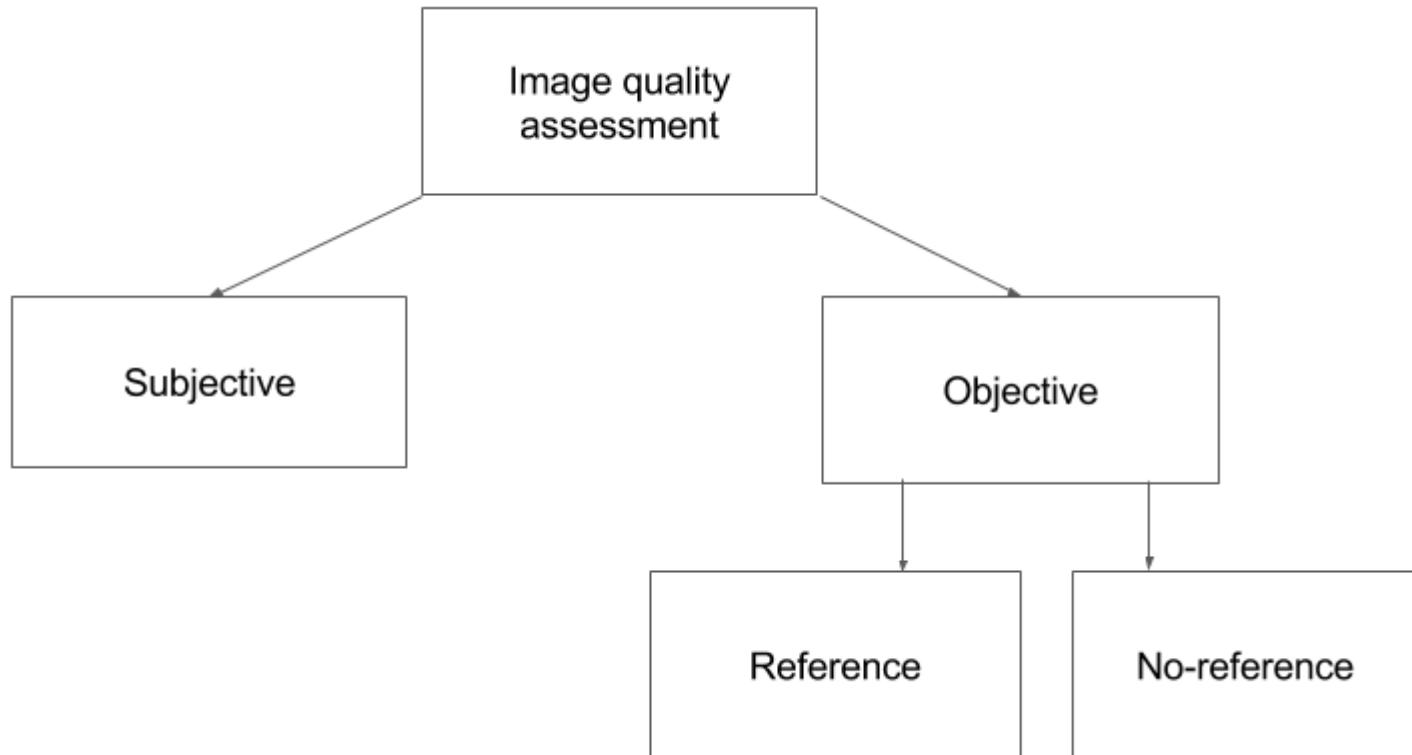 Image quality
assessment
Subjective
Objective
Reference
No-reference